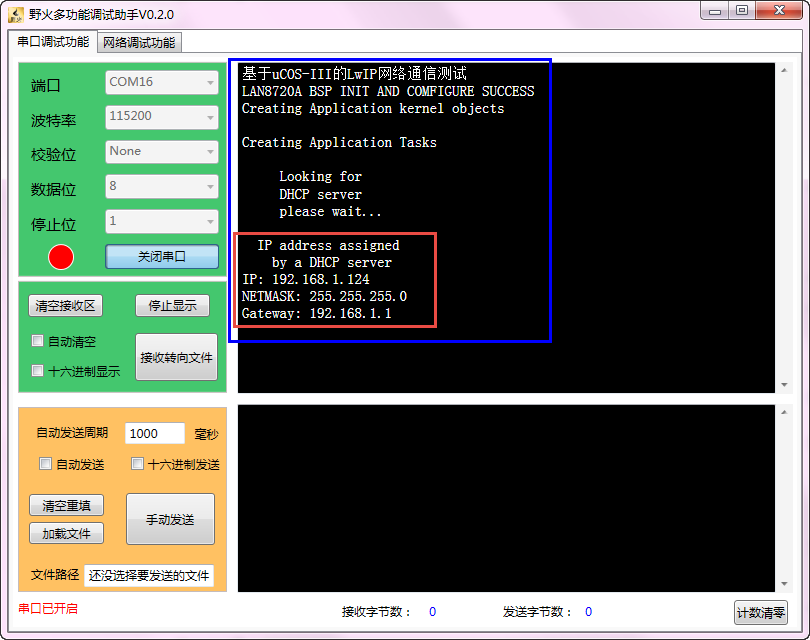 野火多功能调试助手V0.2.0
串口调试功能 网络调试功能
端口 COM16
波特率 115200
校验位 None
数据位 8
停止位 1
关闭串口
清空接收区 停止显示
自动清空
十六进制显示
接收转向文件
基于uCOS-III的LwIP网络通信测试
LAN8720A BSP INIT AND COMFIGURE SUCCESS
Creating Application kernel objects
Creating Application Tasks
Looking for
DHCP server
please wait...
IP address assigned
by a DHCP server
IP: 192.168.1.124
NETMASK: 255.255.255.0
Gateway: 192.168.1.1
自动发送周期 1000 毫秒
自动发送 十六进制发送
清空重填
加载文件
手动发送
文件路径 还没选择要发送的文件
串口已开启
接收字节数： 0 发送字节数： 0 计数清零